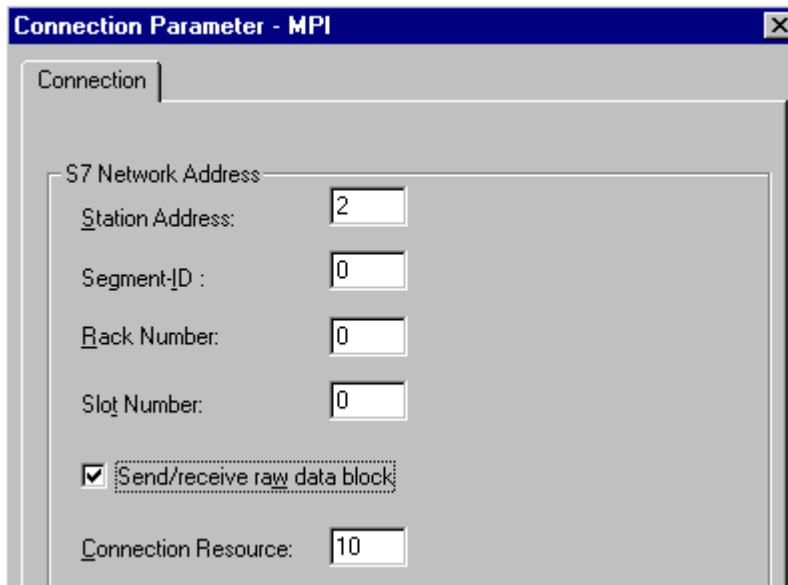 Connection Parameter - MPI
Connection
S7 Network Address
Station Address: 2
Segment-ID : 0
Rack Number: 0
Slot Number: 0
Send/receive raw data block
Connection Resource: 10